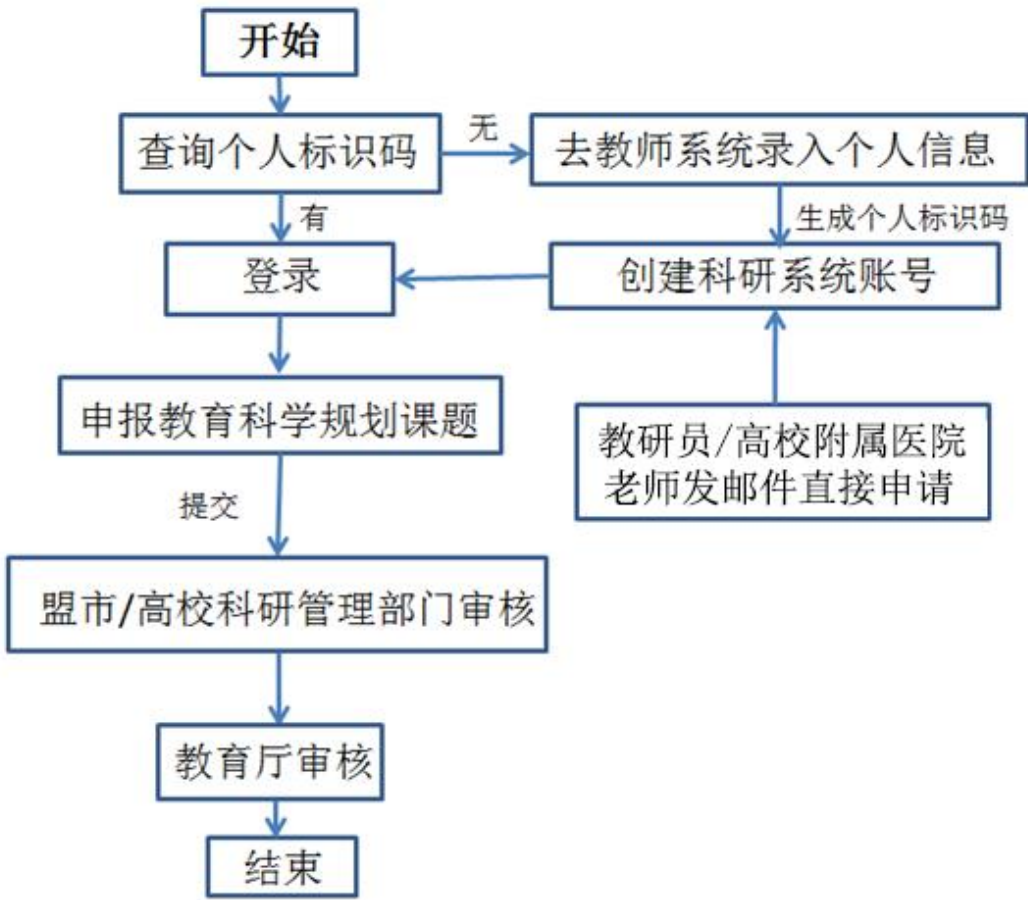 开始
查询个人标识码
无
去教师系统录入个人信息
有
生成个人标识码
登录
创建科研系统账号
申报教育科学规划课题
教研员/高校附属医院
老师发邮件直接申请
提交
盟市/高校科研管理部门审核
教育厅审核
结束